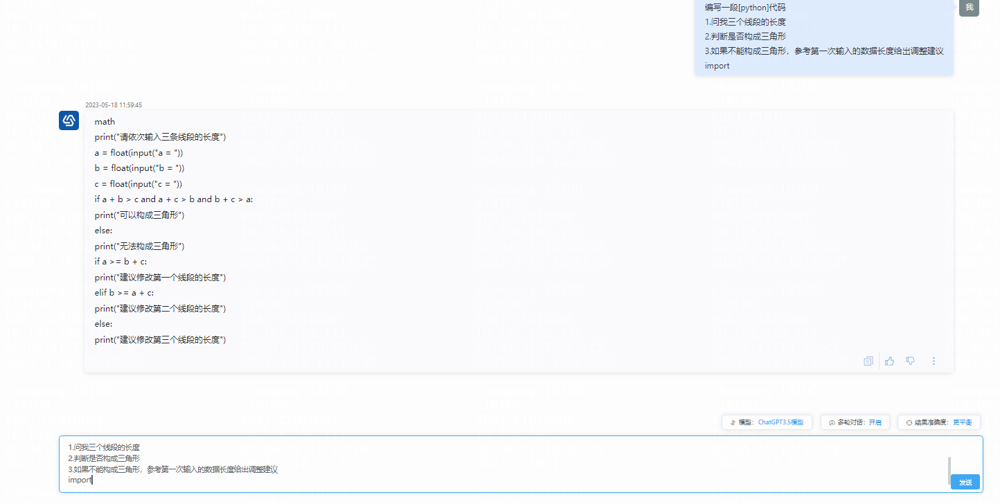 编写一段[python]代码
我
1.问我三个线段的长度
2.判断是否构成三角形
3.如果不能构成三角形，参考第一次输入的数据长度给出调整建议
import
2023-05-18 11:59:45
math
print("请依次输入三条线段的长度")
a = float(input("a = "))
b = float(input("b = "))
c = float(input("c = "))
if a + b > c and a + c > b and b + c > a:
print("可以构成三角形")
else:
print("无法构成三角形")
if a >= b + c:
print("建议修改第一个线段的长度")
elif b >= a + c:
print("建议修改第二个线段的长度")
else:
print("建议修改第三个线段的长度")
模型：ChatGPT3.5模型 多轮对话：开启 结果准确度：更平衡
1.问我三个线段的长度
2.判断是否构成三角形
3.如果不能构成三角形，参考第一次输入的数据长度给出调整建议
import
发送